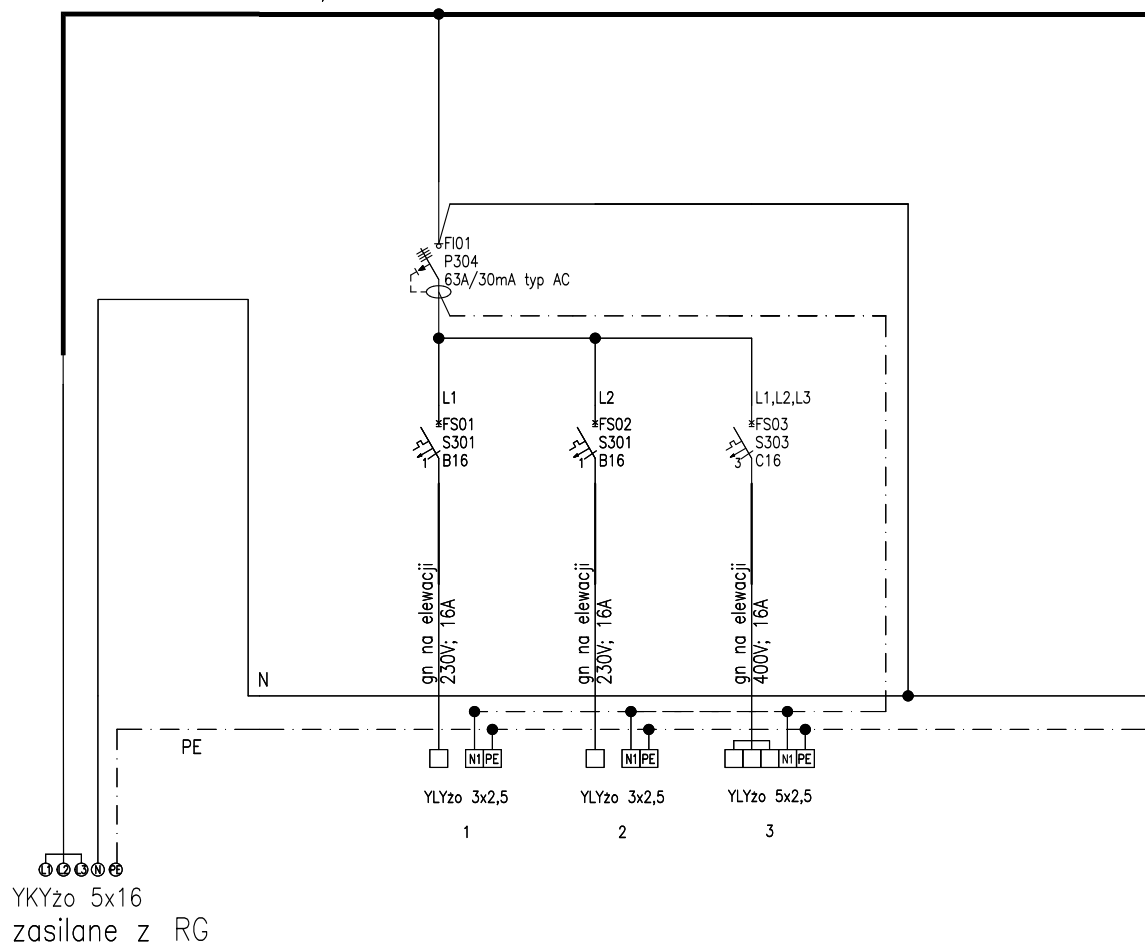 FI01
P304
63A/30mA typ AC
L1
FS01
S301
B16
1
L2
FS02
S301
B16
1
L1,L2,L3
FS03
S303
C16
3
gn na elewacji
230V; 16A
gn na elewacji
230V; 16A
gn na elewacji
400V; 16A
N
PE
N1 PE
N1 PE
N1 PE
YLYżo 3x2,5
YLYżo 3x2,5
YLYżo 5x2,5
1
2
3
L1 L2 L3 N PE
YKYżo 5x16
zasilane z RG